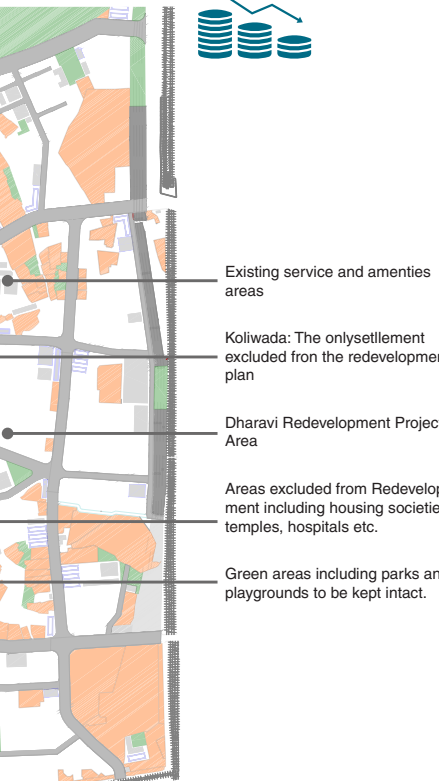 Existing service and amenties
areas
Koliwada: The onlysetllement
excluded fron the redevelopmen
plan
Dharavi Redevelopment Projec
Area
Areas excluded from Redevelop
ment including housing societie
temples, hospitals etc.
Green areas including parks an
playgrounds to be kept intact.